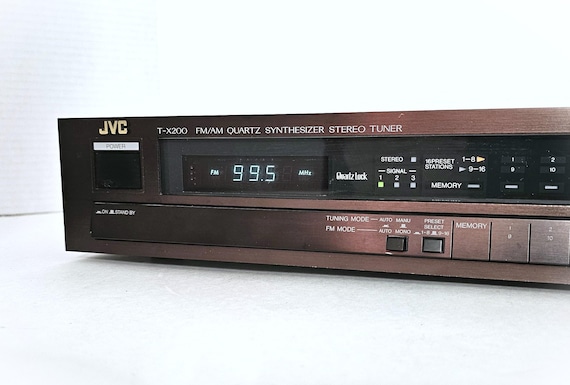 JVC T-X200 FM/AM QUARTZ SYNTHESIZER STEREO TUNER
POWER
FM 99.5 MHz
Quartz Lock
STEREO
SIGNAL
1 2 3
16PRESET STATIONS
1-8
9-16
MEMORY
1 2
9 10
ON STAND BY
TUNING MODE AUTO MANU
FM MODE AUTO MONO
PRESET SELECT
1-8 9-16
MEMORY
1 2
9 10